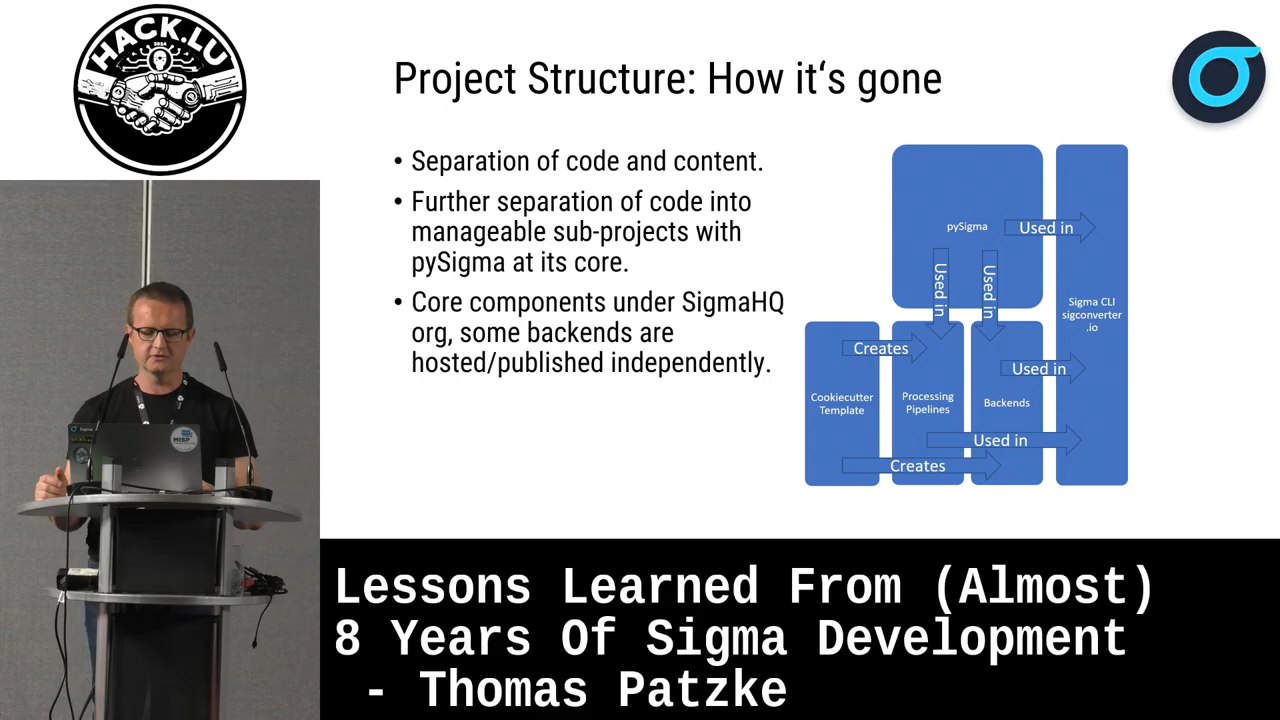 HACK.LU
2024
Project Structure: How it‘s gone
• Separation of code and content.
• Further separation of code into
manageable sub-projects with
pySigma at its core.
• Core components under SigmaHQ
org, some backends are
hosted/published independently.
pySigma
Used in
Used in
Used in
Sigma CLI
sigconverter
.io
Creates
Used in
Cookiecutter
Template
Processing
Pipelines
Backends
Used in
Creates
MISP
Lessons Learned From (Almost)
8 Years Of Sigma Development
- Thomas Patzke